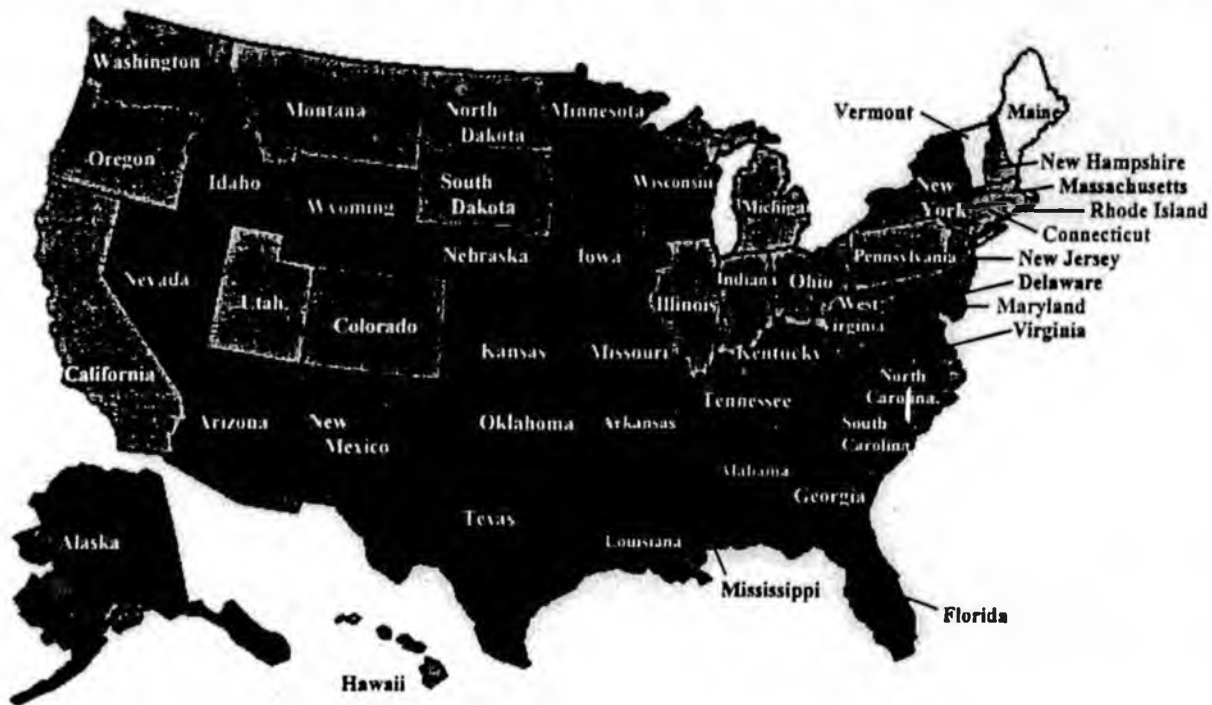 Washington
Montana
North
Dakota
Minnesota
Vermont
Maine
Oregon
Idaho
South
Dakota
Wisconsin
Michiga
New Hampshire
Massachusetts
New
York
Rhode Island
Connecticut
Wyoming
Nebraska
Iowa
Pennsylvania
New Jersey
Nevada
Utah
Illinois
Indiana
Ohio
Delaware
West
Virginia
Maryland
Virginia
Colorado
Kansas
Missouri
Kentucky
California
North
Carolina
Tennessee
Arizona
New
Mexico
Oklahoma
Arkansas
South
Carolina
Alabama
Georgia
Texas
Louisiana
Alaska
Mississippi
Florida
Hawaii